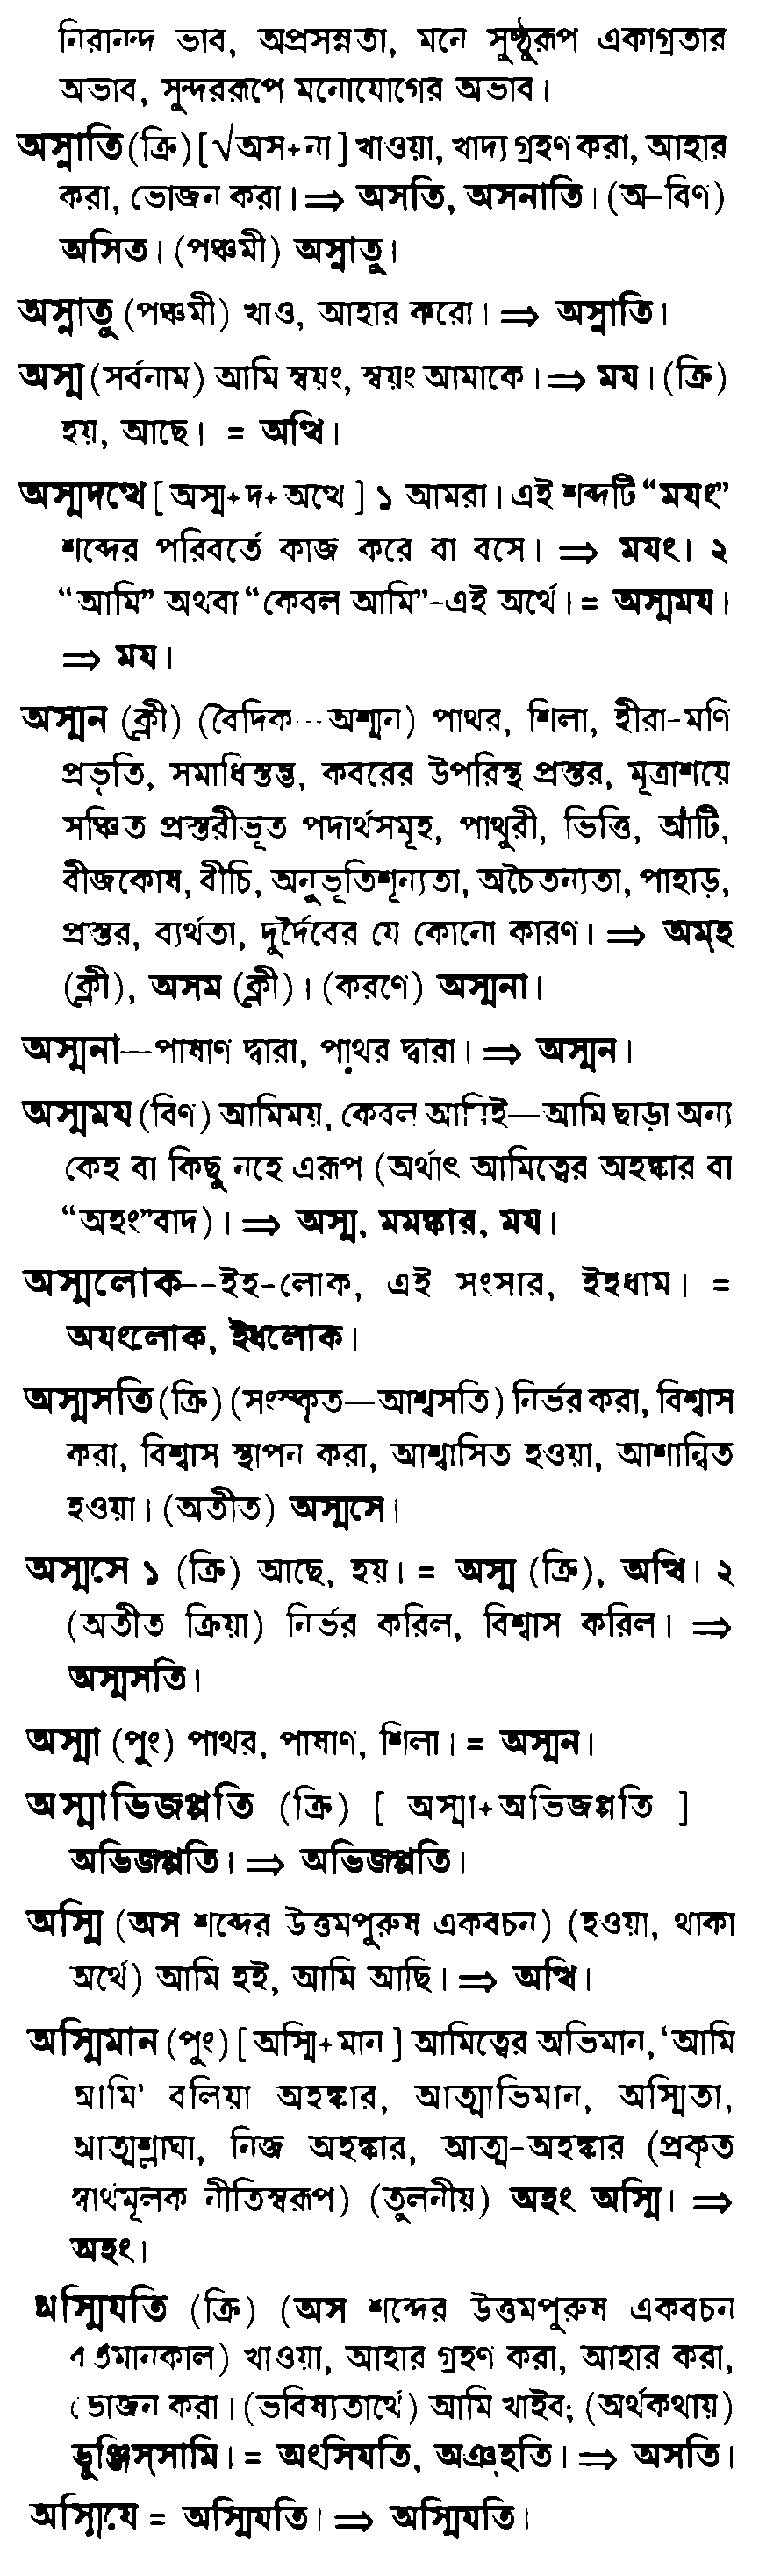 নিরানন্দ ভাব, অপ্রসন্নতা, মনে সুষ্ঠুরূপ একাগ্রতার
অভাব, সুন্দররূপে মনোযোগের অভাব।
অস্নাতি (ক্রি) [√অস+না] খাওয়া, খাদ্য গ্রহণ করা, আহার
করা, ভোজন করা। ⇒ অসতি, অসনাতি। (অ-বিণ)
অসিত। (পঞ্চমী) অস্নাতু।
অস্নাতু (পঞ্চমী) খাও, আহার করো। ⇒ অস্নাতি।
অস্ম (সর্বনাম) আমি স্বয়ং, স্বয়ং আমাকে। ⇒ ময। (ক্রি)
হয়, আছে। = অত্থি।
অস্মদত্থে [ অস্ম+দ+অত্থে ] ১ আমরা। এই শব্দটি “মযং”
শব্দের পরিবর্তে কাজ করে বা বসে। ⇒ মযং। ২
“আমি” অথবা “কেবল আমি”-এই অর্থে। = অস্মময।
⇒ ময।
অস্মন (ক্লী) (বৈদিক—অশ্মন) পাথর, শিলা, হীরা-মণি
প্রভৃতি, সমাধিস্তম্ভ, কবরের উপরিস্থ প্রস্তর, মূত্রাশয়ে
সঞ্চিত প্রস্তরীভূত পদার্থসমূহ, পাথুরী, ভিত্তি, আঁটি,
বীজকোষ, বীচি, অনুভূতিশূন্যতা, অচৈতন্যতা, পাহাড়,
প্রস্তর, ব্যর্থতা, দুর্দৈবের যে কোনো কারণ। ⇒ অম্হ
(ক্লী), অসম (ক্লী)। (করণে) অস্মনা।
অস্মনা—পাষাণ দ্বারা, পাথর দ্বারা। ⇒ অস্মন।
অস্মময (বিণ) আমিময়, কেবল আমিই—আমি ছাড়া অন্য
কেহ বা কিছু নহে এরূপ (অর্থাৎ আমিত্বের অহঙ্কার বা
“অহং”বাদ)। ⇒ অস্ম, মমঙ্কার, ময।
অস্মলোক--ইহ-লোক, এই সংসার, ইহধাম। =
অযংলোক, ইধলোক।
অস্মসতি (ক্রি) (সংস্কৃত—আশ্বসতি) নির্ভর করা, বিশ্বাস
করা, বিশ্বাস স্থাপন করা, আশ্বাসিত হওয়া, আশান্বিত
হওয়া। (অতীত) অস্মসে।
অস্মসে ১ (ক্রি) আছে, হয়। = অস্ম (ক্রি), অত্থি। ২
(অতীত ক্রিয়া) নির্ভর করিল, বিশ্বাস করিল। ⇒
অস্মসতি।
অস্মা (পুং) পাথর, পাষাণ, শিলা। = অস্মন।
অস্মাভিজপ্পতি (ক্রি) [ অস্মা+অভিজপ্পতি ]
অভিজপ্পতি। ⇒ অভিজপ্পতি।
অস্মি (অস শব্দের উত্তমপুরুষ একবচন) (হওয়া, থাকা
অর্থে) আমি হই, আমি আছি। ⇒ অত্থি।
অস্মিমান (পুং) [ অস্মি+মান ] আমিত্বের অভিমান, ‘আমি
আমি’ বলিয়া অহঙ্কার, আত্মাভিমান, অস্মিতা,
আত্মশ্লাঘা, নিজ অহঙ্কার, আত্ম-অহঙ্কার (প্রকৃত
স্বার্থমূলক নীতিস্বরূপ) (তুলনীয়) অহং অস্মি। ⇒
অহং।
অস্মিযতি (ক্রি) (অস শব্দের উত্তমপুরুষ একবচন
বর্তমানকাল) খাওয়া, আহার গ্রহণ করা, আহার করা,
ভোজন করা। (ভবিষ্যতার্থে) আমি খাইব; (অর্থকথায়)
ভুঞ্জিস্সামি। = অংসিযতি, অঞ্হতি। ⇒ অসতি।
অস্মিযে = অস্মিযতি। ⇒ অস্মিযতি।